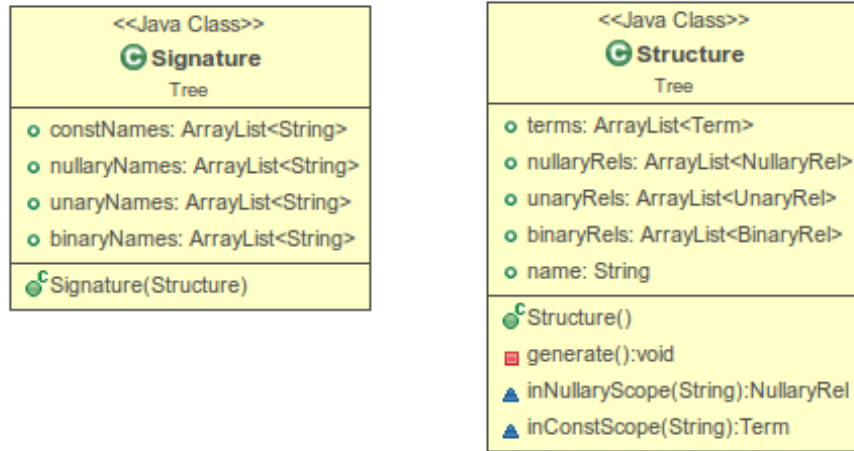 <<Java Class>>
Signature
Tree
constNames: ArrayList<String>
nullaryNames: ArrayList<String>
unaryNames: ArrayList<String>
binaryNames: ArrayList<String>
Signature(Structure)
<<Java Class>>
Structure
Tree
terms: ArrayList<Term>
nullaryRels: ArrayList<NullaryRel>
unaryRels: ArrayList<UnaryRel>
binaryRels: ArrayList<BinaryRel>
name: String
Structure()
generate():void
inNullaryScope(String):NullaryRel
inConstScope(String):Term